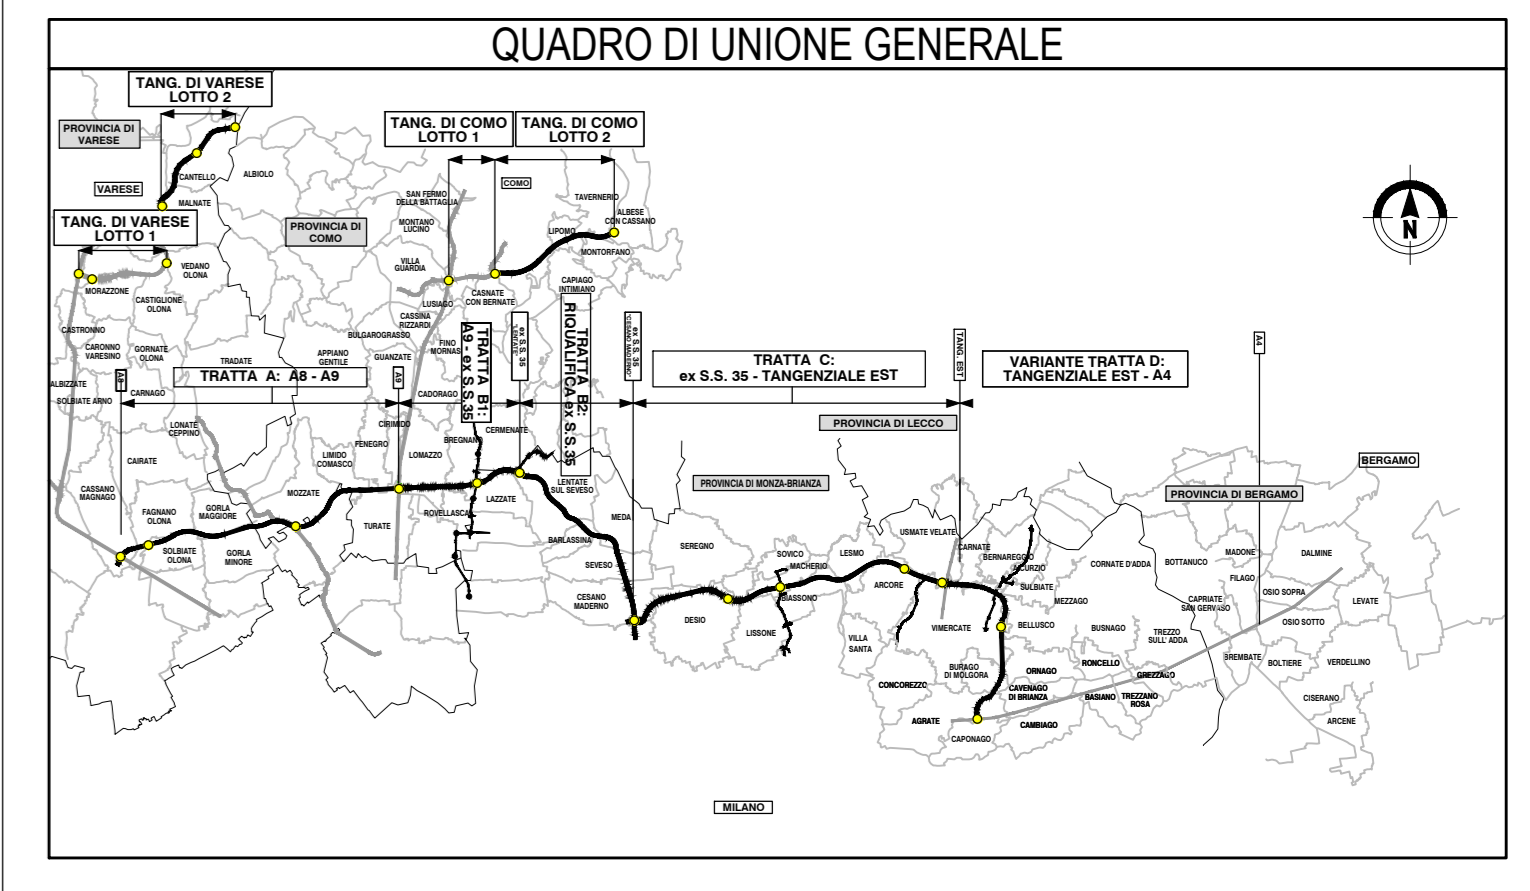 QUADRO DI UNIONE GENERALE
TANG. DI VARESE
LOTTO 2
PROVINCIA DI
VARESE
VARESE
CANTELLO
ALBIOLO
MALNATE
TANG. DI VARESE
LOTTO 1
PROVINCIA DI
COMO
TANG. DI COMO
LOTTO 1
TANG. DI COMO
LOTTO 2
COMO
SAN FERMO
DELLA BATTAGLIA
TAVERNERIO
ALBESE
CON CASSANO
MONTANO
LUCINO
LIPOMO
MONTORFANO
VILLA
GUARDIA
VEDANO
OLONA
MORAZZONE
CASTIGLIONE
OLONA
LUSIAGO
CASNATE
CON BERNATE
CAPIAGO
INTIMIANO
CASSINA
RIZZARDI
CASTRONNO
BULGAROGRASSO
FINO
MORNAS
CARONNO
VARESINO
GORNATE
OLONA
TRADATE
APPIANO
GENTILE
GUANZATE
TRATTA B1:
A9 - ex S.S.35
ex S.S. 35
"LENTATE"
TRATTA B2:
RIQUALIFICA ex S.S.35
ex S.S. 35
"CESANO MADERNO"
TRATTA C:
ex S.S. 35 - TANGENZIALE EST
TANG. EST
VARIANTE TRATTA D:
TANGENZIALE EST - A4
A4
ALBIZZATE
A8
TRATTA A: A8 - A9
A9
CARNAGO
CADORAGO
SOLBIATE ARNO
LONATE
CEPPINO
CIRIMIDO
CERMENATE
PROVINCIA DI LECCO
FENEGRO
BREGNAN
CAIRATE
LIMIDO
COMASCO
LOMAZZO
BERGAMO
CASSANO
MAGNAGO
MOZZATE
LAZZATE
LENTATE
SUL SEVESO
PROVINCIA DI MONZA-BRIANZA
PROVINCIA DI BERGAMO
FAGNANO
OLONA
GORLA
MAGGIORE
ROVELLASCA
TURATE
MEDA
BARLASSINA
SEREGNO
USMATE VELATE
SOLBIATE
OLONA
GORLA
MINORE
SEVESO
SOVICO
MACHERIO
LESMO
CARNATE
BERNAREGGIO
AICURZIO
CORNATE D'ADDA
BOTTANUCO
MADONE
DALMINE
FILAGO
CESANO
MADERNO
BIASSONO
ARCORE
SULBIATE
MEZZAGO
CAPRIATE
SAN GERVASO
OSIO SOPRA
LEVATE
DESIO
LISSONE
VILLA
SANTA
VIMERCATE
BELLUSCO
BUSNAGO
TREZZO
SULL' ADDA
OSIO SOTTO
BURAGO
DI MOLGORA
ORNAGO
RONCELLO
GREZZAGO
BREMBATE
BOLTIERE
VERDELLINO
CONCOREZZO
CAVENAGO
DI BRIANZA
BASIANO
TREZZANO
ROSA
CISERANO
AGRATE
CAMBIAGO
ARCENE
CAPONAGO
MILANO
N